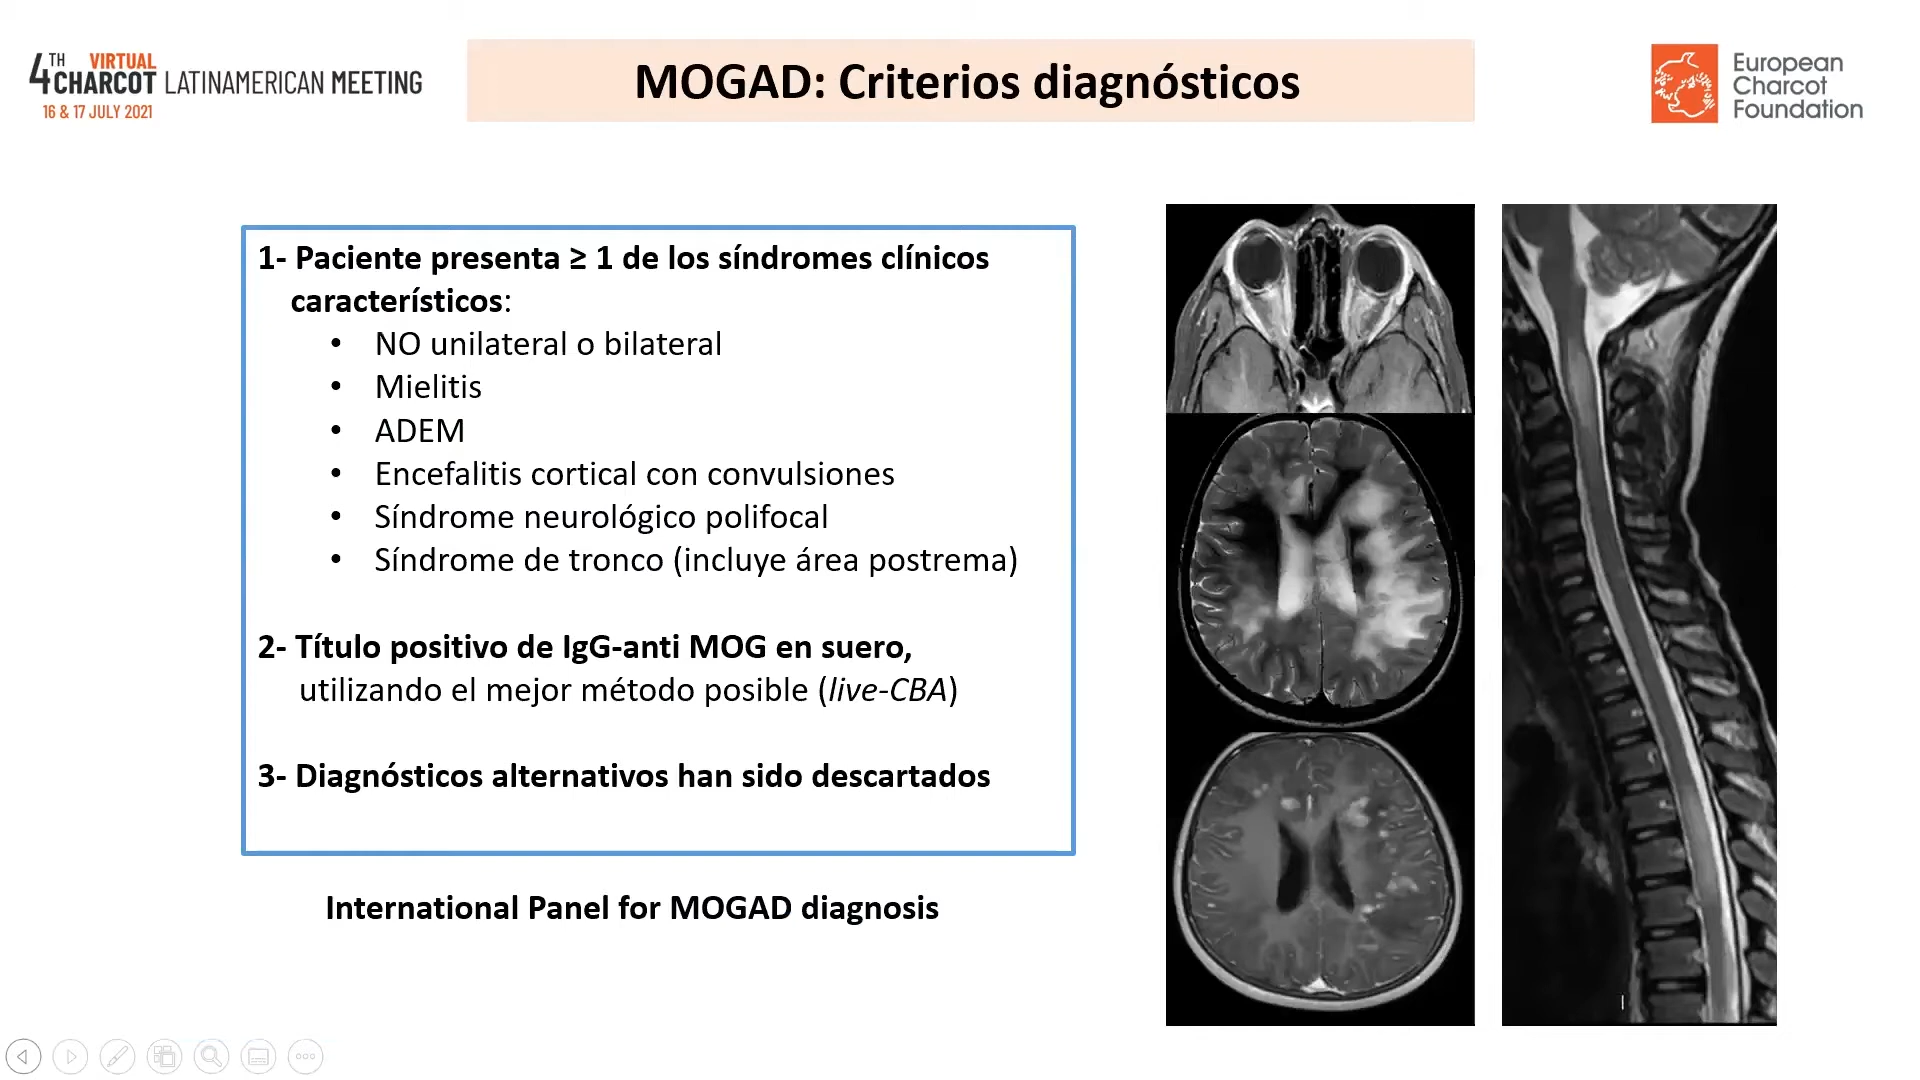 4TH VIRTUAL
CHARCOT LATINAMERICAN MEETING
16 & 17 JULY 2021
MOGAD: Criterios diagnósticos
European
Charcot
Foundation
1- Paciente presenta ≥ 1 de los síndromes clínicos
característicos:
• NO unilateral o bilateral
• Mielitis
• ADEM
• Encefalitis cortical con convulsiones
• Síndrome neurológico polifocal
• Síndrome de tronco (incluye área postrema)
2- Título positivo de IgG-anti MOG en suero,
utilizando el mejor método posible (live-CBA)
3- Diagnósticos alternativos han sido descartados
International Panel for MOGAD diagnosis